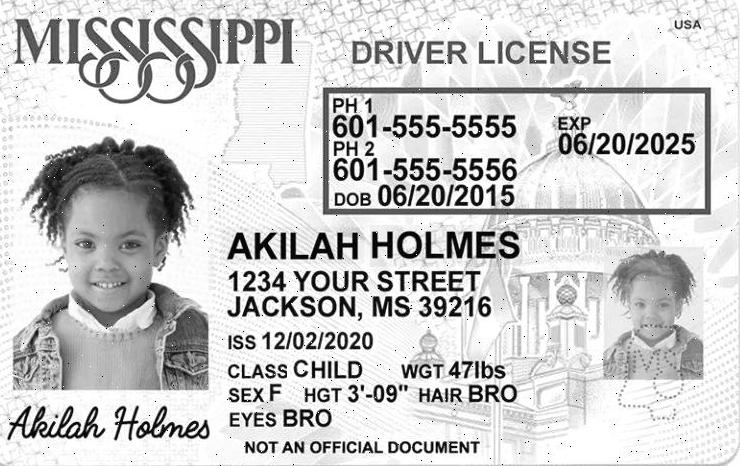 MISSISSIPPI
USA
DRIVER LICENSE
PH 1
601-555-5555
EXP
06/20/2025
PH 2
601-555-5556
DOB 06/20/2015
AKILAH HOLMES
1234 YOUR STREET
JACKSON, MS 39216
ISS 12/02/2020
CLASS CHILD WGT 47lbs
SEX F HGT 3'-09" HAIR BRO
EYES BRO
Akilah Holmes
NOT AN OFFICIAL DOCUMENT